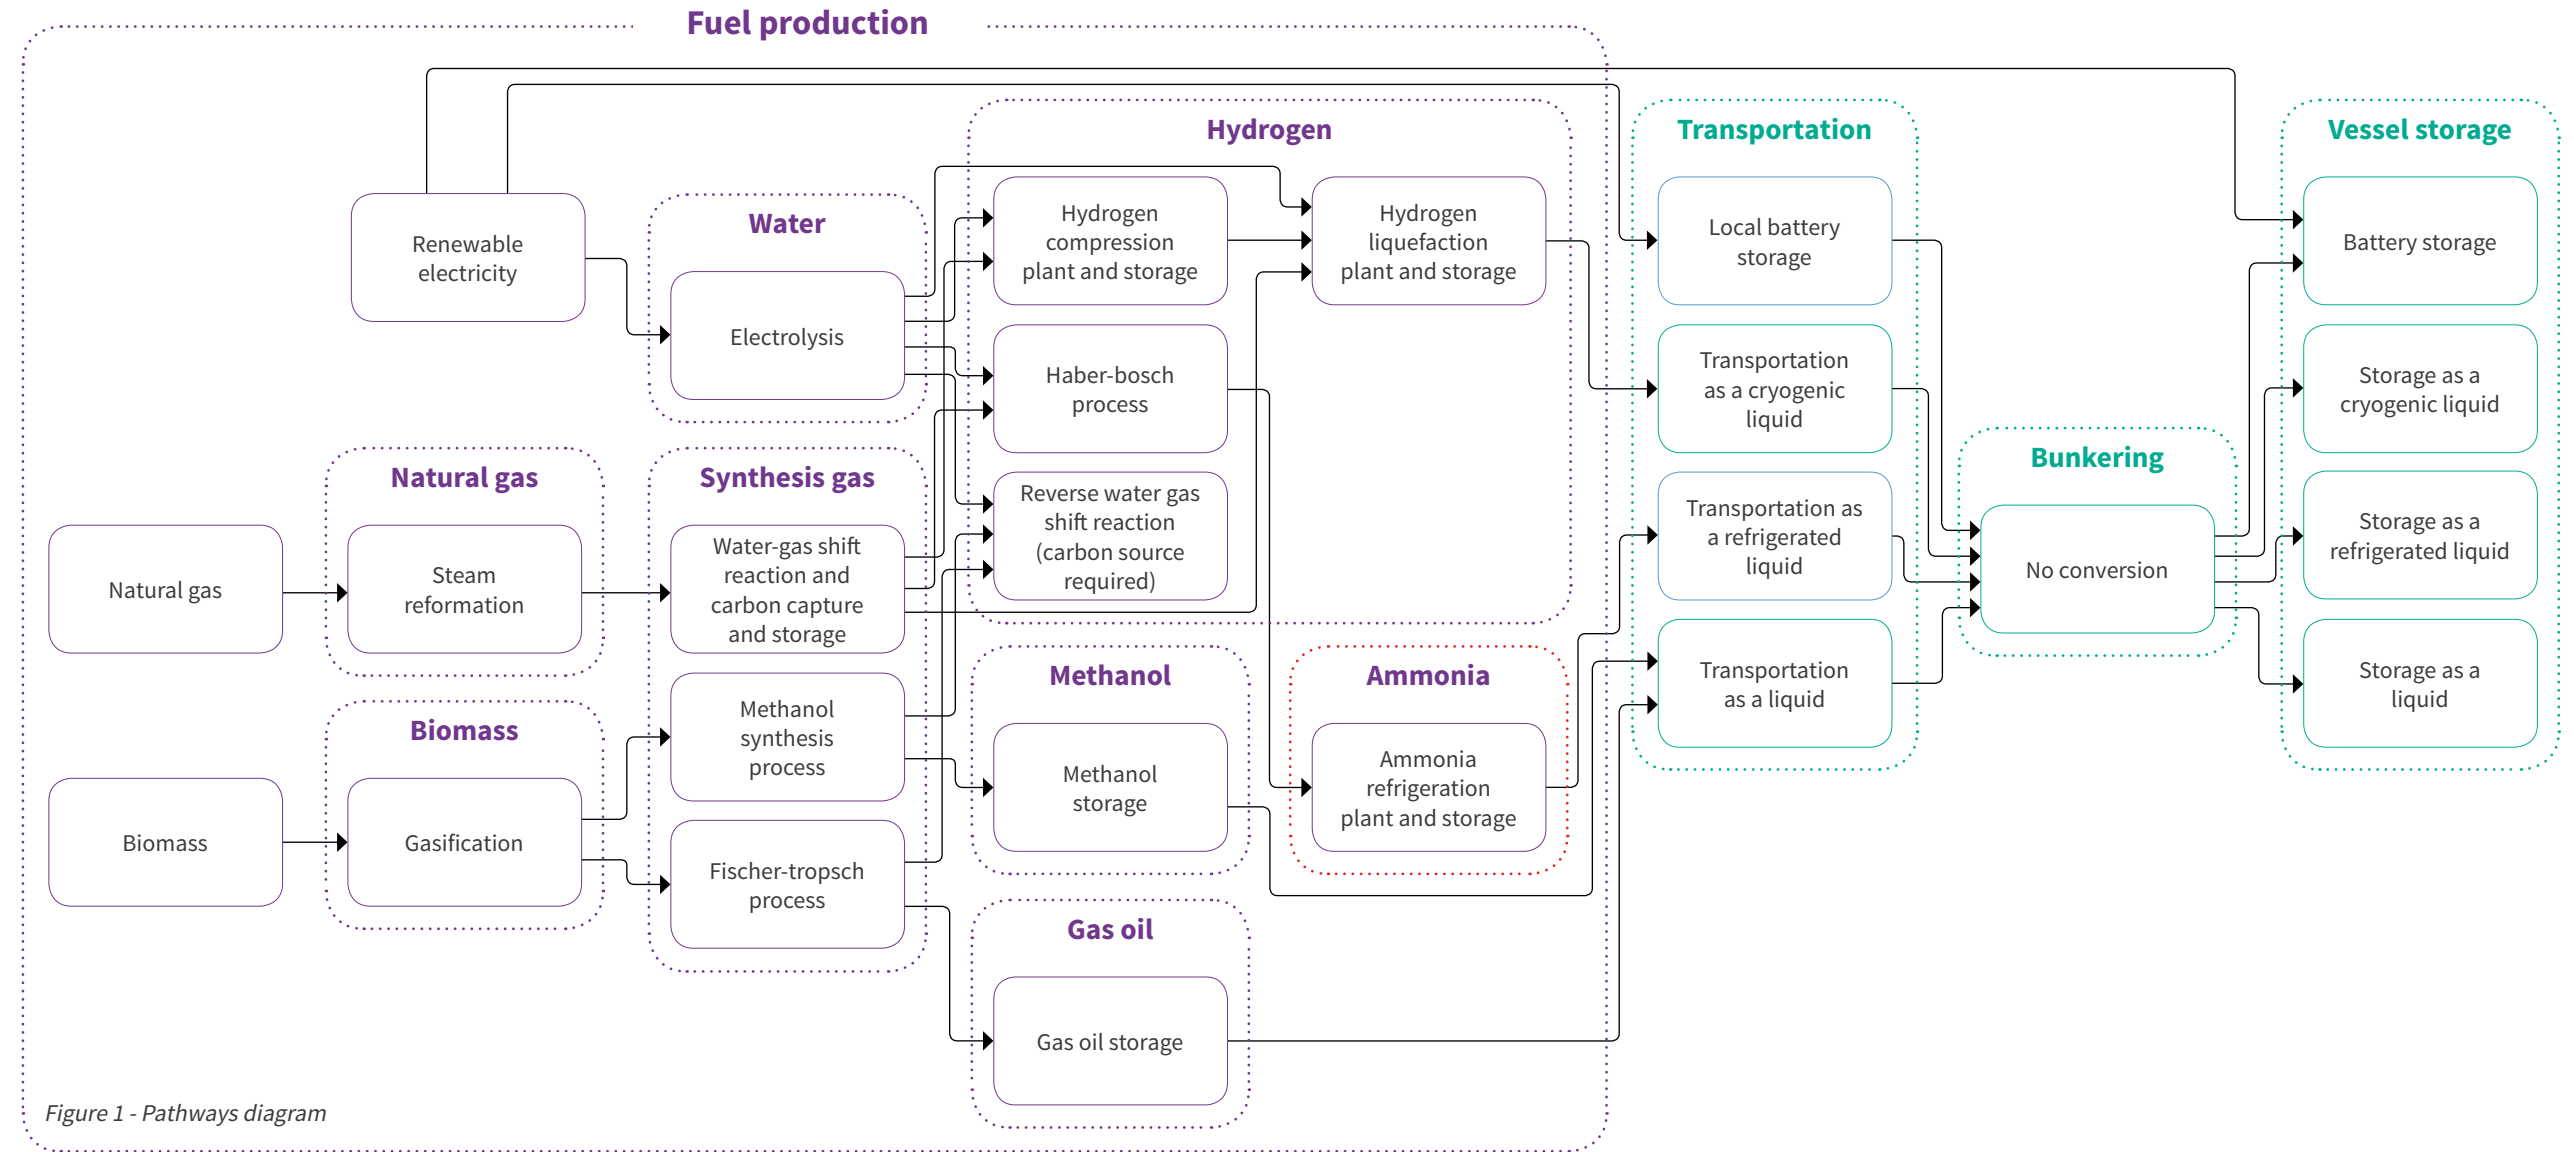 Fuel production
Renewable
electricity
Water
Electrolysis
Natural gas
Natural gas
Steam
reformation
Biomass
Biomass
Gasification
Synthesis gas
Water-gas shift
reaction and
carbon capture
and storage
Methanol
synthesis
process
Fischer-tropsch
process
Hydrogen
Hydrogen
compression
plant and storage
Hydrogen
liquefaction
plant and storage
Haber-bosch
process
Reverse water gas
shift reaction
(carbon source
required)
Methanol
Methanol
storage
Ammonia
Ammonia
refrigeration
plant and storage
Gas oil
Gas oil storage
Transportation
Local battery
storage
Transportation
as a cryogenic
liquid
Transportation as
a refrigerated
liquid
Transportation
as a liquid
Bunkering
No conversion
Vessel storage
Battery storage
Storage as a
cryogenic liquid
Storage as a
refrigerated liquid
Storage as a
liquid
Figure 1 - Pathways diagram